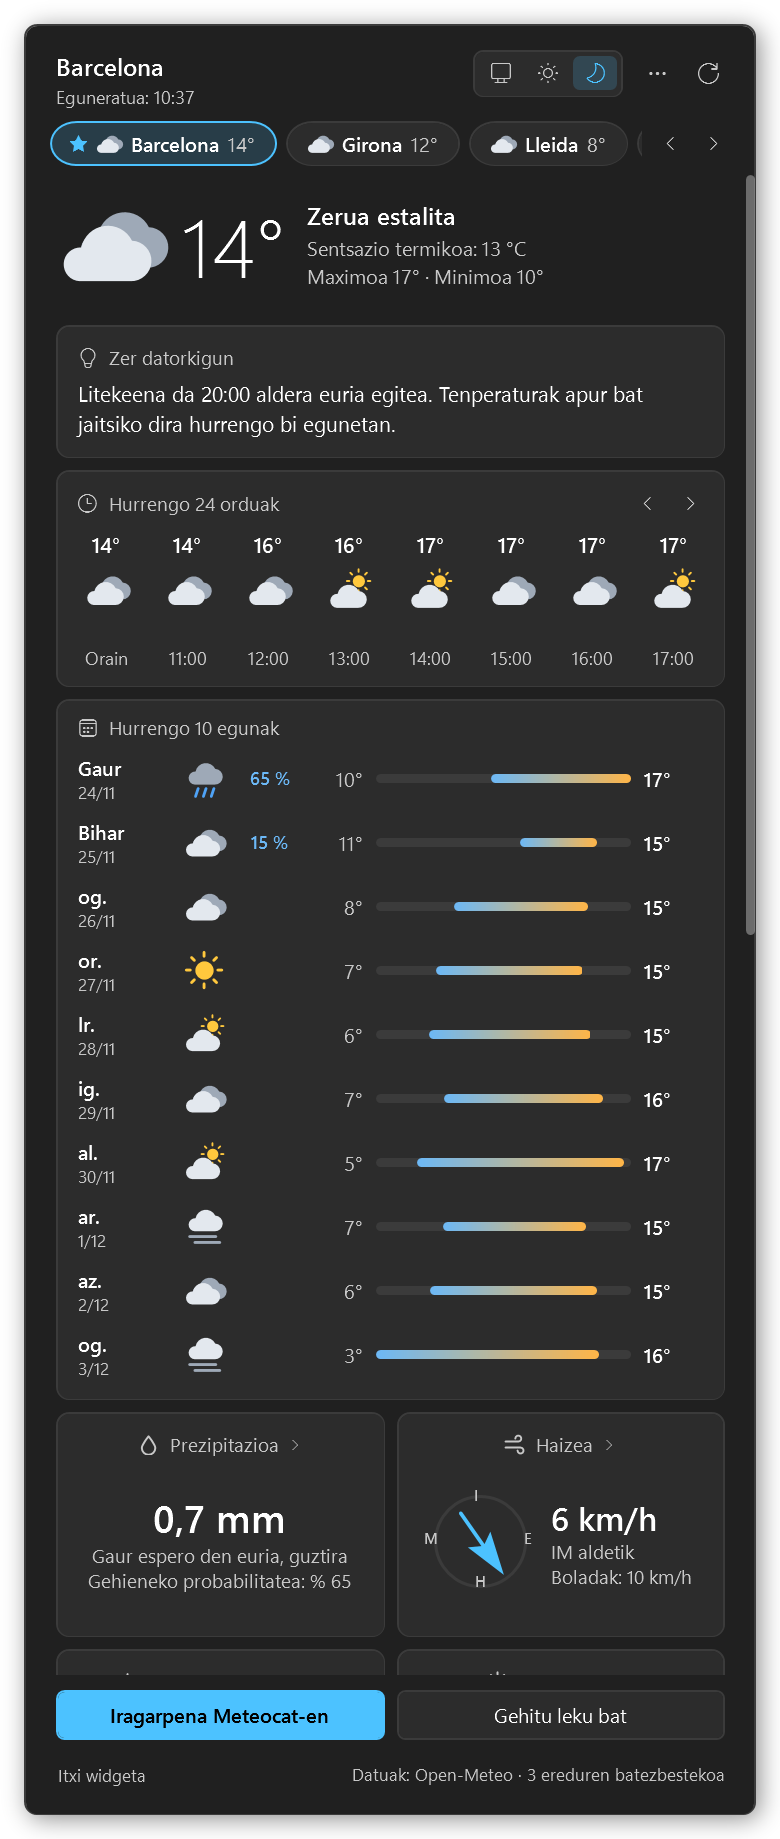 Barcelona
Eguneratua: 10:37
Barcelona 14°
Girona 12°
Lleida 8°
14°
Zerua estalita
Sentsazio termikoa: 13 °C
Maximoa 17° · Minimoa 10°
Zer datorkigun
Litekeena da 20:00 aldera euria egitea. Tenperaturak apur bat
jaitsiko dira hurrengo bi egunetan.
Hurrengo 24 orduak
14° 14° 16° 16° 17° 17° 17° 17°
Orain 11:00 12:00 13:00 14:00 15:00 16:00 17:00
Hurrengo 10 egunak
Gaur
24/11
65 % 10° 17°
Bihar
25/11
15 % 11° 15°
og.
26/11
8° 15°
or.
27/11
7° 15°
lr.
28/11
6° 15°
ig.
29/11
7° 16°
al.
30/11
5° 17°
ar.
1/12
7° 15°
az.
2/12
6° 15°
og.
3/12
3° 16°
Prezipitazioa
0,7 mm
Gaur espero den euria, guztira
Gehieneko probabilitatea: % 65
Haizea
I
M E
H
6 km/h
IM aldetik
Boladak: 10 km/h
Iragarpena Meteocat-en
Gehitu leku bat
Itxi widgeta
Datuak: Open-Meteo · 3 ereduren batezbestekoa